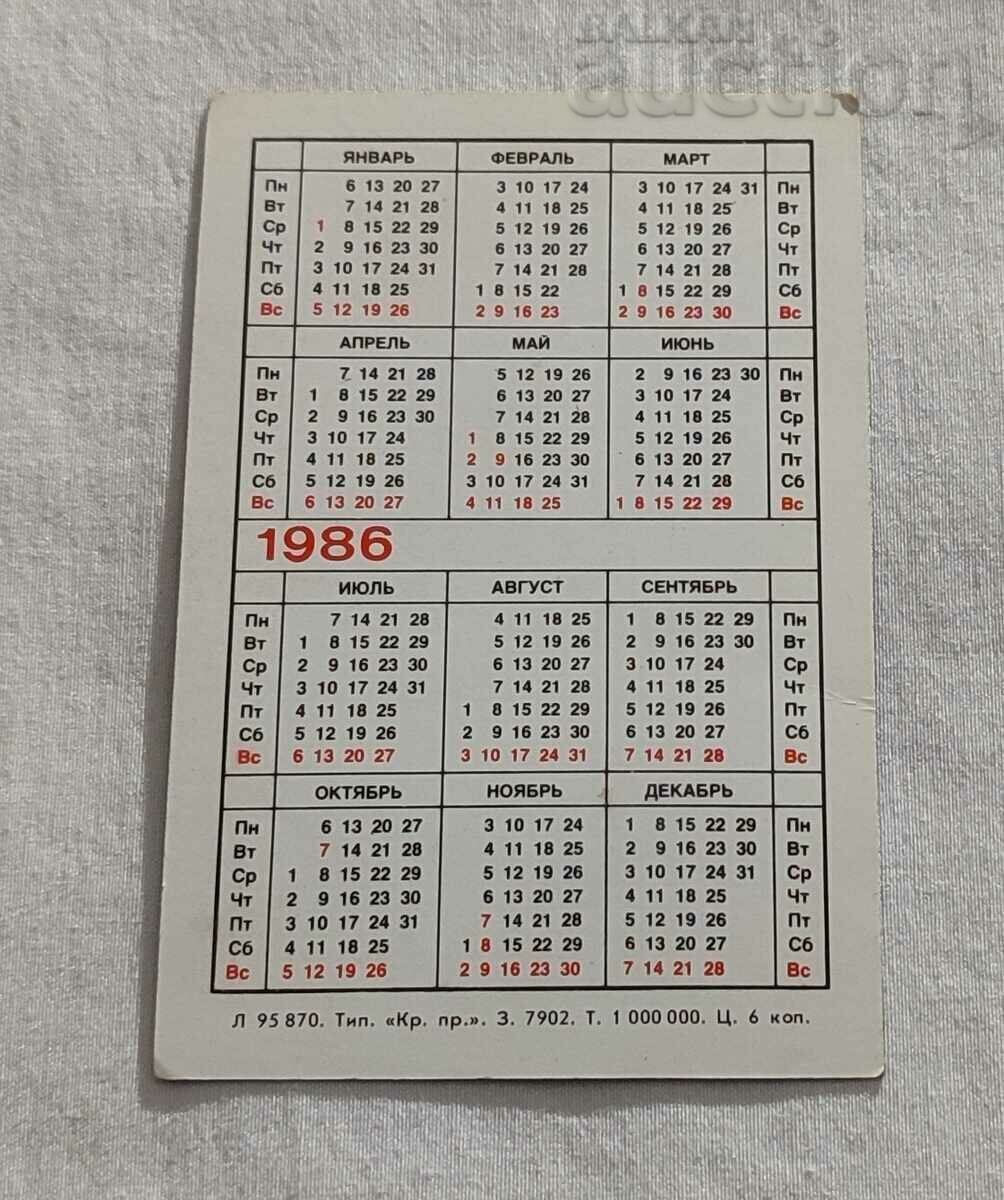 БАЛКАН
auction
ЯНВАРЬ ФЕВРАЛЬ МАРТ
Пн 6 13 20 27 3 10 17 24 3 10 17 24 31 Пн
Вт 7 14 21 28 4 11 18 25 4 11 18 25 Вт
Ср 1 8 15 22 29 5 12 19 26 5 12 19 26 Ср
Чт 2 9 16 23 30 6 13 20 27 6 13 20 27 Чт
Пт 3 10 17 24 31 7 14 21 28 7 14 21 28 Пт
Сб 4 11 18 25 1 8 15 22 1 8 15 22 29 Сб
Вс 5 12 19 26 2 9 16 23 2 9 16 23 30 Вс
АПРЕЛЬ МАЙ ИЮНЬ
Пн 7 14 21 28 5 12 19 26 2 9 16 23 30 Пн
Вт 1 8 15 22 29 6 13 20 27 3 10 17 24 Вт
Ср 2 9 16 23 30 7 14 21 28 4 11 18 25 Ср
Чт 3 10 17 24 1 8 15 22 29 5 12 19 26 Чт
Пт 4 11 18 25 2 9 16 23 30 6 13 20 27 Пт
Сб 5 12 19 26 3 10 17 24 31 7 14 21 28 Сб
Вс 6 13 20 27 4 11 18 25 1 8 15 22 29 Вс
1986
ИЮЛЬ АВГУСТ СЕНТЯБРЬ
Пн 7 14 21 28 4 11 18 25 1 8 15 22 29 Пн
Вт 1 8 15 22 29 5 12 19 26 2 9 16 23 30 Вт
Ср 2 9 16 23 30 6 13 20 27 3 10 17 24 Ср
Чт 3 10 17 24 31 7 14 21 28 4 11 18 25 Чт
Пт 4 11 18 25 1 8 15 22 29 5 12 19 26 Пт
Сб 5 12 19 26 2 9 16 23 30 6 13 20 27 Сб
Вс 6 13 20 27 3 10 17 24 31 7 14 21 28 Вс
ОКТЯБРЬ НОЯБРЬ ДЕКАБРЬ
Пн 6 13 20 27 3 10 17 24 1 8 15 22 29 Пн
Вт 7 14 21 28 4 11 18 25 2 9 16 23 30 Вт
Ср 1 8 15 22 29 5 12 19 26 3 10 17 24 31 Ср
Чт 2 9 16 23 30 6 13 20 27 4 11 18 25 Чт
Пт 3 10 17 24 31 7 14 21 28 5 12 19 26 Пт
Сб 4 11 18 25 1 8 15 22 29 6 13 20 27 Сб
Вс 5 12 19 26 2 9 16 23 30 7 14 21 28 Вс
Л 95 870. Тип. «Кр. пр.». З. 7902. Т. 1 000 000. Ц. 6 коп.